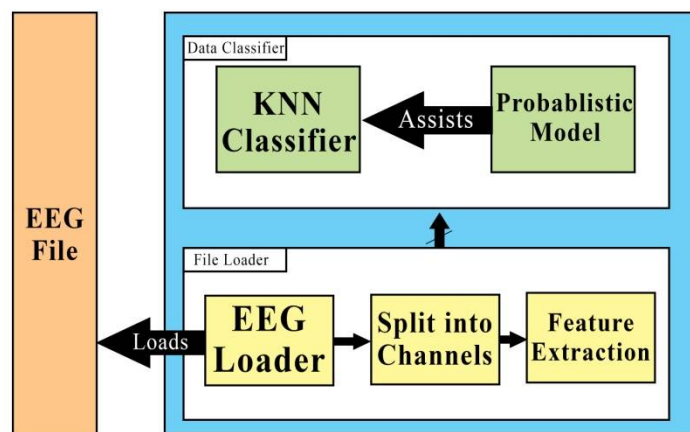 Data Classifier
KNN
Classifier
Assists
Probablistic
Model
EEG
File
File Loader
Loads
EEG
Loader
Split into
Channels
Feature
Extraction